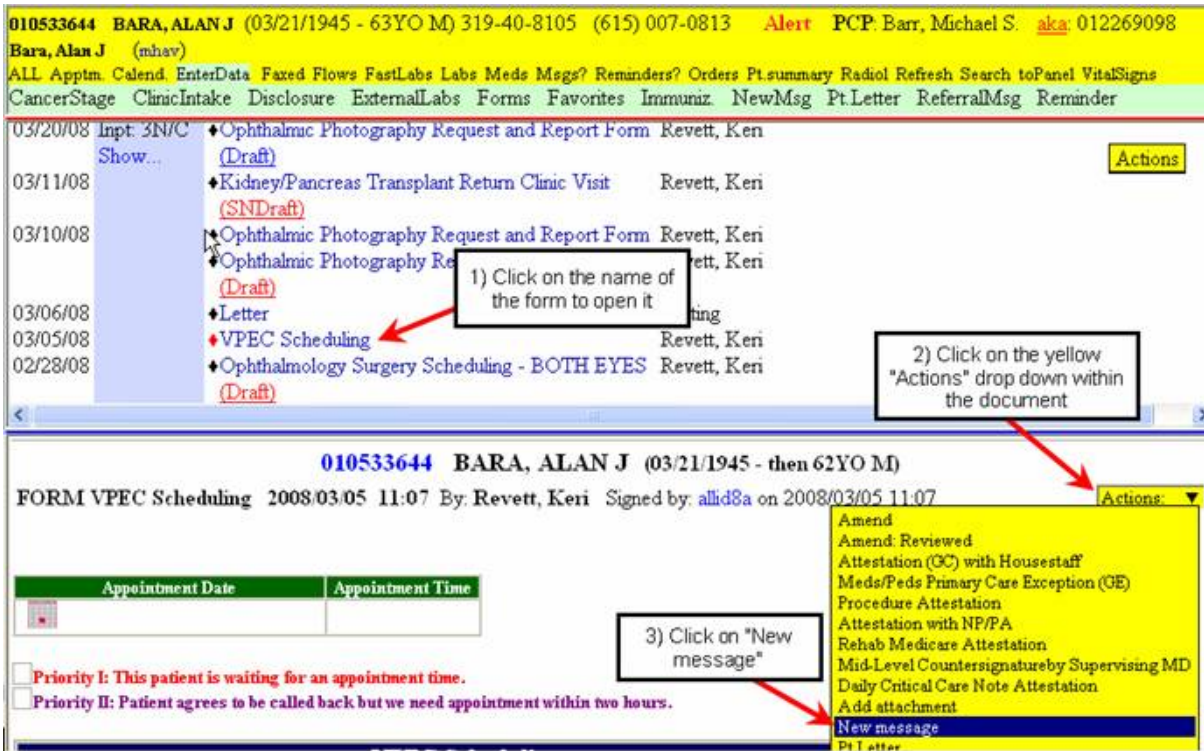 010533644 BARA, ALAN J (03/21/1945 - 63YO M) 319-40-8105 (615) 007-0813 Alert PCP: Barr, Michael S. aka: 012269098
Bara, Alan J (mhav)
ALL Apptm. Calend. EnterData Faxed Flows FastLabs Labs Meds Msgs? Reminders? Orders Pt.summary Radiol Refresh Search toPanel VitalSigns
CancerStage ClinicIntake Disclosure ExternalLabs Forms Favorites Immuniz. NewMsg Pt.Letter ReferralMsg Reminder
03/20/08 Inpt: 3N/C ♦Ophthalmic Photography Request and Report Form Revett, Keri
Show... (Draft)
Actions
03/11/08 ♦Kidney/Pancreas Transplant Return Clinic Visit Revett, Keri
(SNDraft)
03/10/08 ♦Ophthalmic Photography Request and Report Form Revett, Keri
♦Ophthalmic Photography Re vett, Keri
(Draft)
1) Click on the name of
the form to open it
03/06/08 ♦Letter ting
03/05/08 ♦VPEC Scheduling Revett, Keri
02/28/08 ♦Ophthalmology Surgery Scheduling - BOTH EYES Revett, Keri
(Draft)
2) Click on the yellow
"Actions" drop down within
the document
010533644 BARA, ALAN J (03/21/1945 - then 62YO M)
FORM VPEC Scheduling 2008/03/05 11:07 By: Revett, Keri Signed by: allid8a on 2008/03/05 11:07
Actions: ▼
Amend
Amend: Reviewed
Attestation (GC) with Housestaff
Meds/Peds Primary Care Exception (GE)
Procedure Attestation
Attestation with NP/PA
Rehab Medicare Attestation
Mid-Level Countersignatureby Supervising MD
Daily Critical Care Note Attestation
Add attachment
New message
Pt.Letter
Appointment Date Appointment Time
3) Click on "New
message"
Priority I: This patient is waiting for an appointment time.
Priority II: Patient agrees to be called back but we need appointment within two hours.